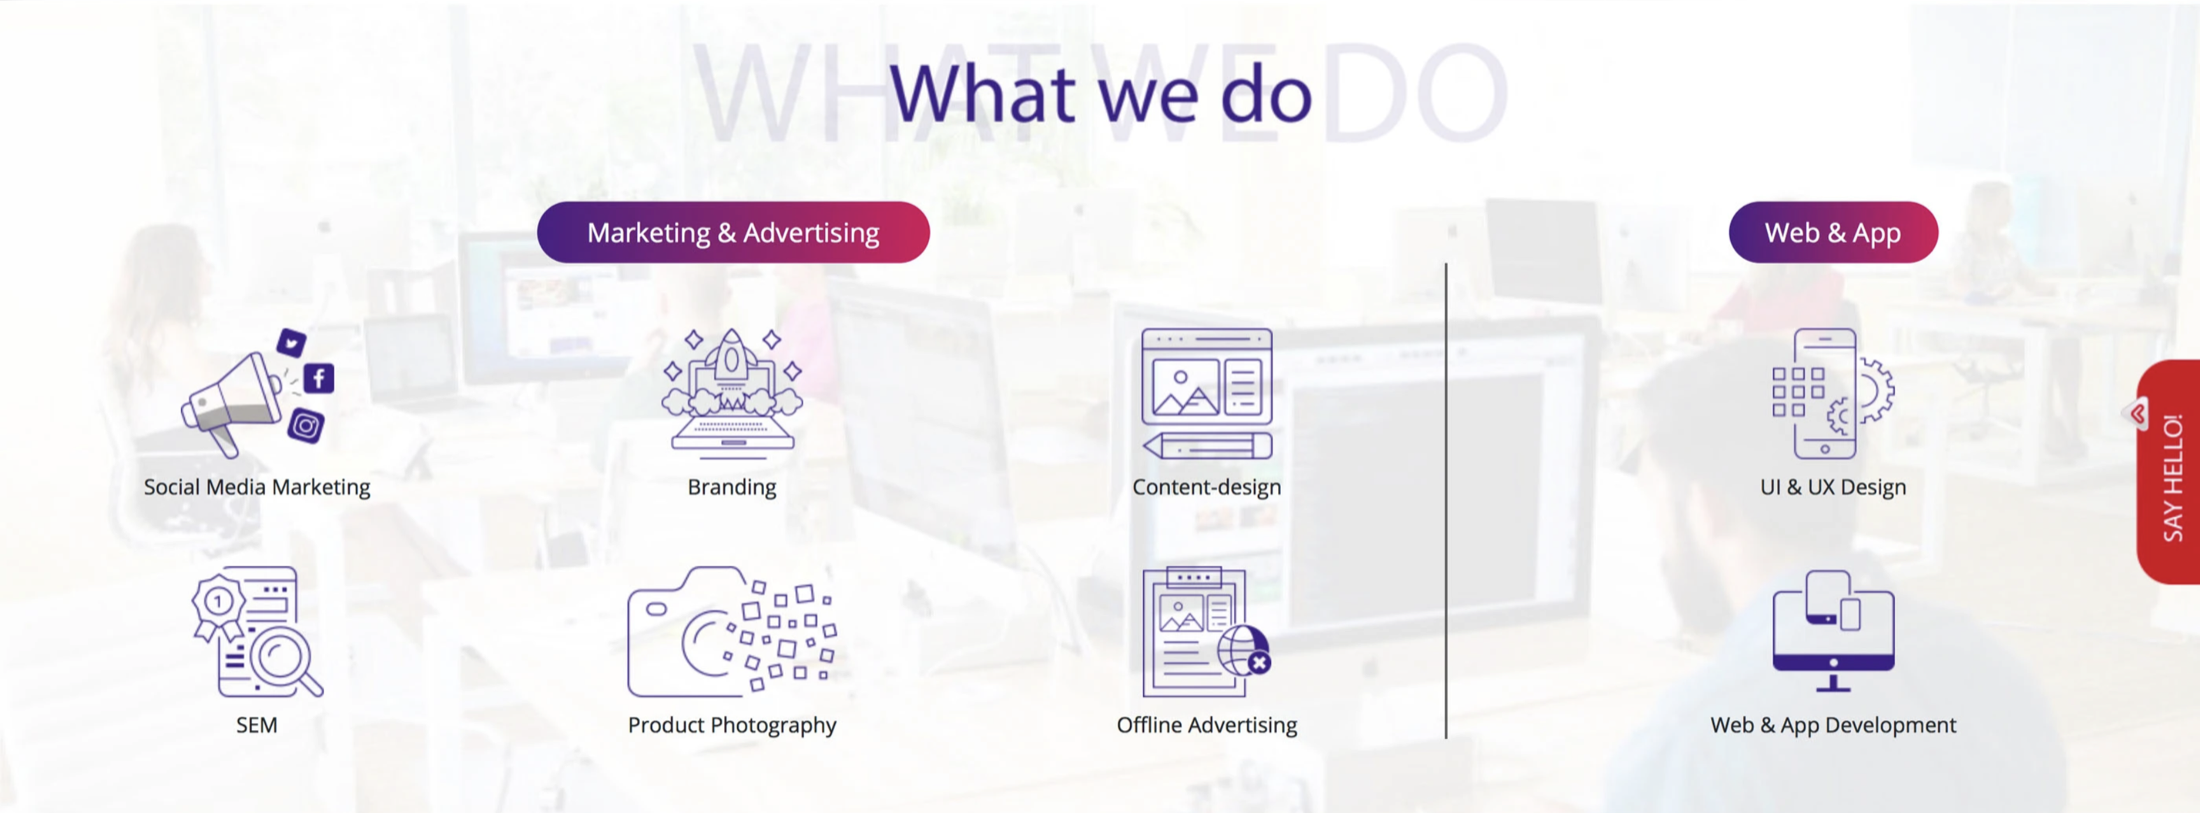 WHAT WE DO
What we do
Marketing & Advertising
Web & App
Social Media Marketing
Branding
Content-design
UI & UX Design
SEM
1
Product Photography
Offline Advertising
Web & App Development
SAY HELLO!